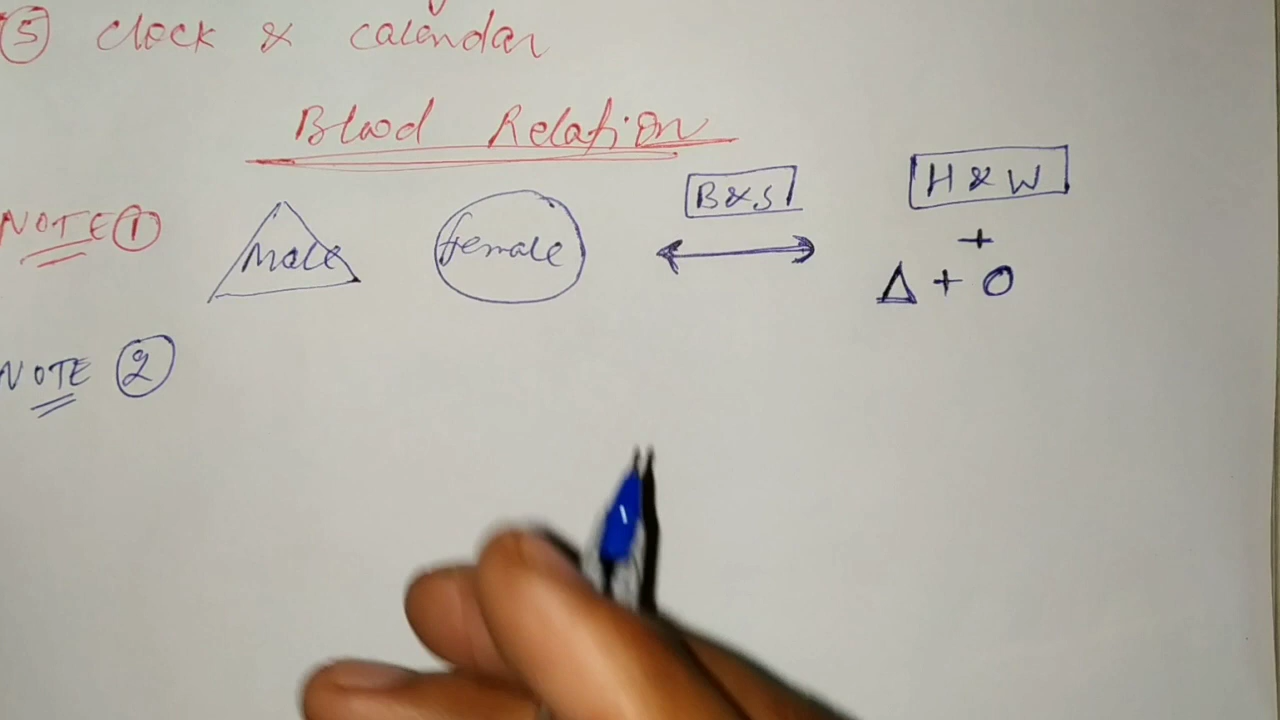 ⑤ Clock & calendar
Blood Relation
NOTE ① male female B&S H&W
+
Δ + O
NOTE ②